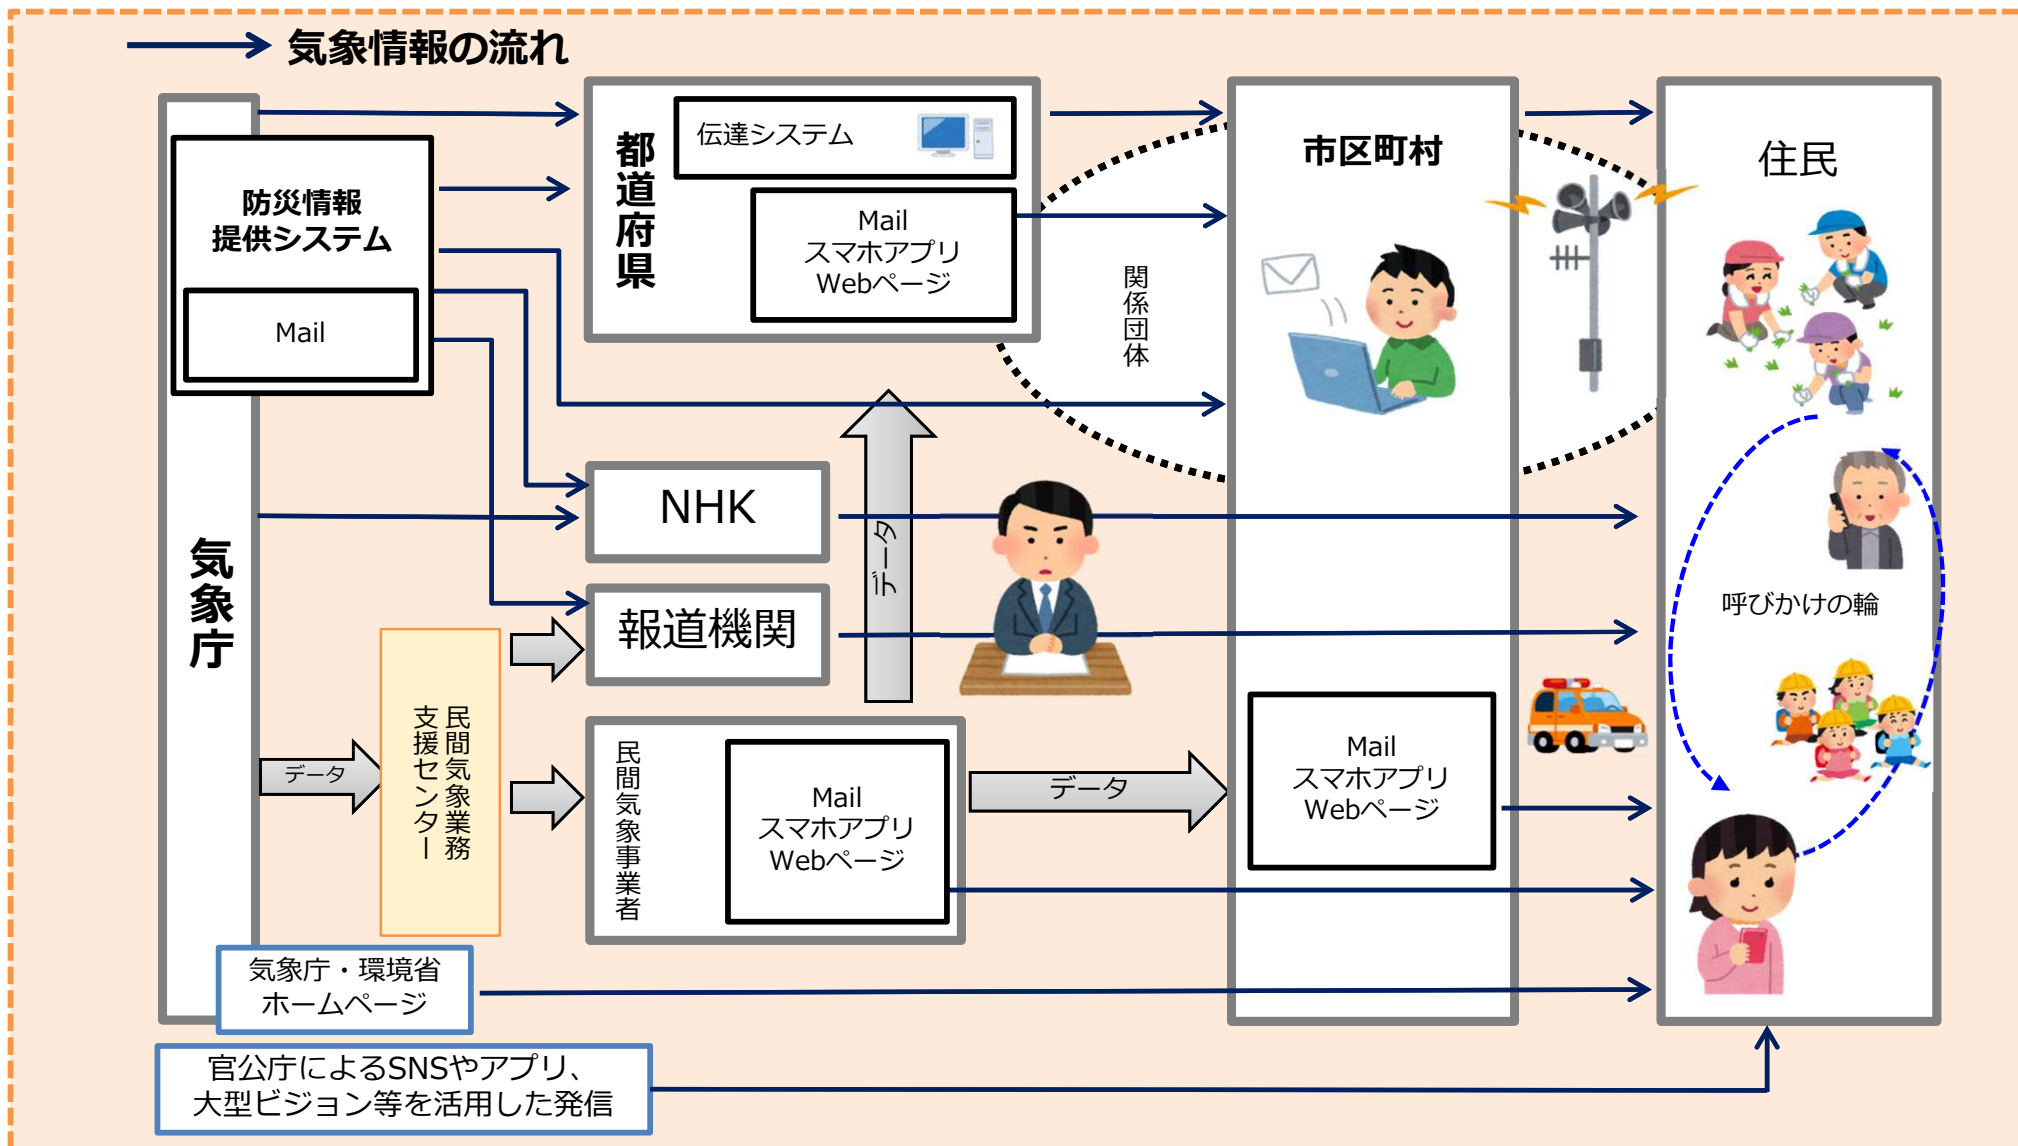 気象情報の流れ
都道府県
伝達システム
Mail
スマホアプリ
Webページ
防災情報
提供システム
Mail
気象庁
関係団体
市区町村
住民
NHK
報道機関
データ
呼びかけの輪
民間気象業務
支援センター
データ
民間気象事業者
Mail
スマホアプリ
Webページ
データ
Mail
スマホアプリ
Webページ
気象庁・環境省
ホームページ
官公庁によるSNSやアプリ、
大型ビジョン等を活用した発信